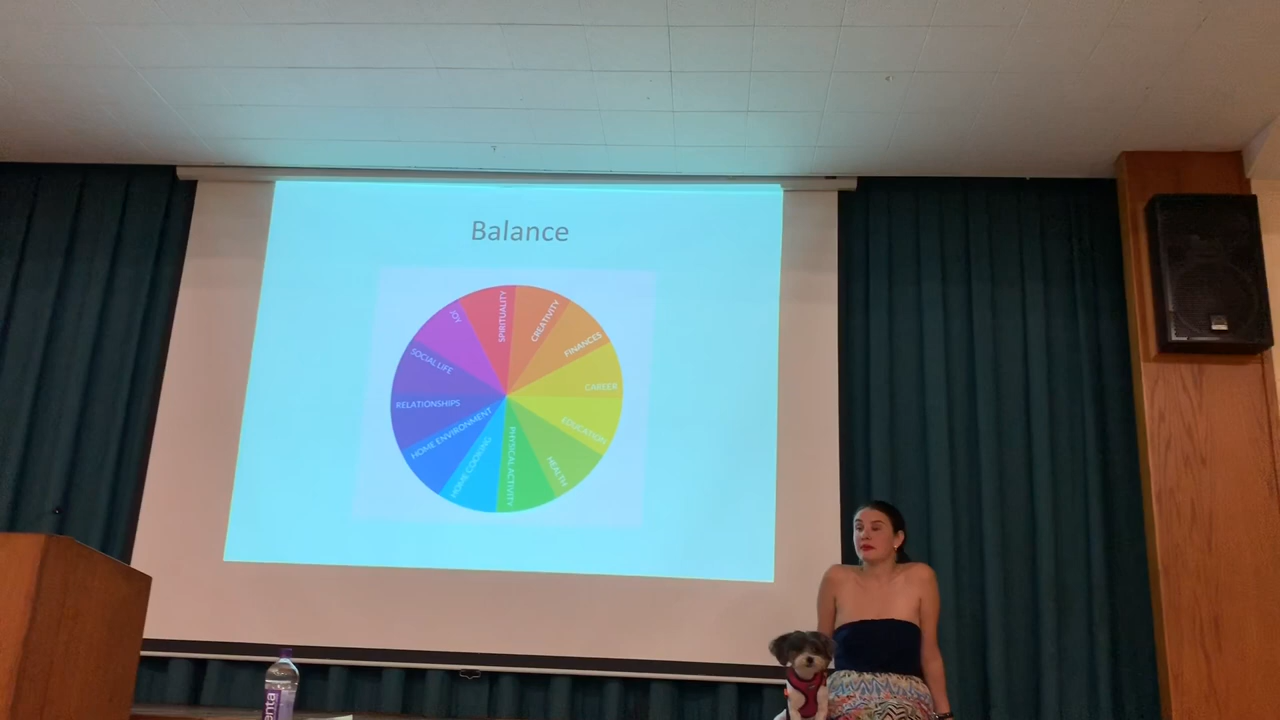 Balance
SPIRITUALITY
CREATIVITY
FINANCES
CAREER
EDUCATION
HEALTH
PHYSICAL ACTIVITY
HOME COOKING
HOME ENVIRONMENT
RELATIONSHIPS
SOCIAL LIFE
JOY